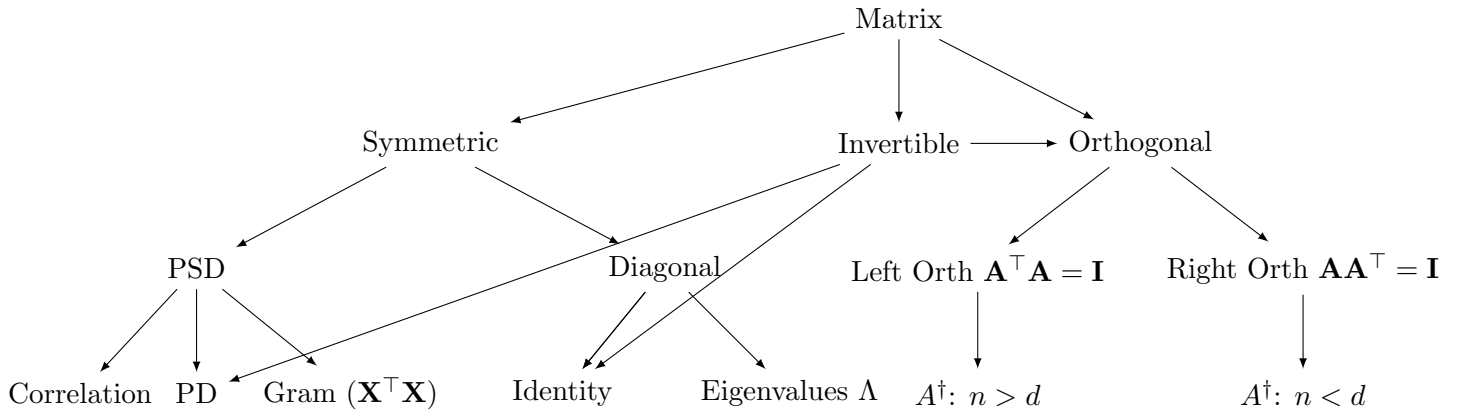 Matrix
Symmetric
Invertible
Orthogonal
PSD
Diagonal
Left Orth A⊤A = I
Right Orth AA⊤ = I
Correlation
PD
Gram (X⊤X)
Identity
Eigenvalues Λ
A†: n > d
A†: n < d